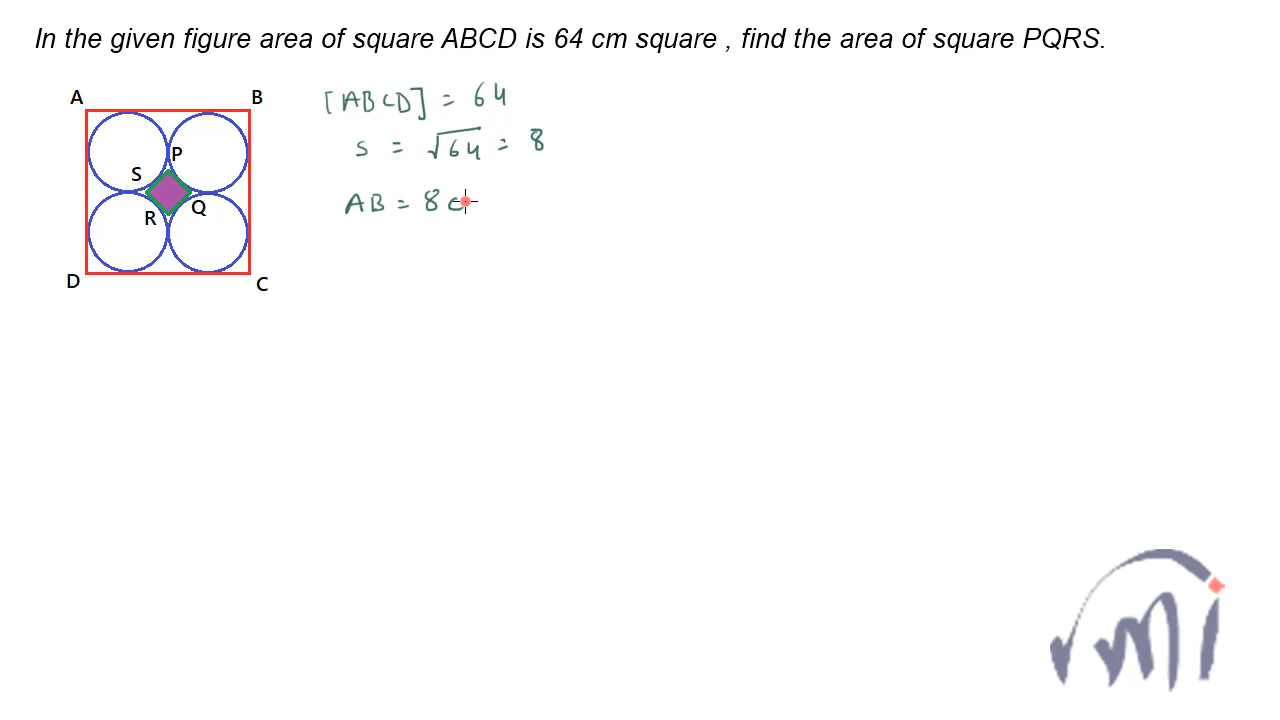 In the given figure area of square ABCD is 64 cm square , find the area of square PQRS.
A
B
[ABCD] = 64
s = √64 = 8
P
S
AB = 8 c
R
Q
D
C
√mi